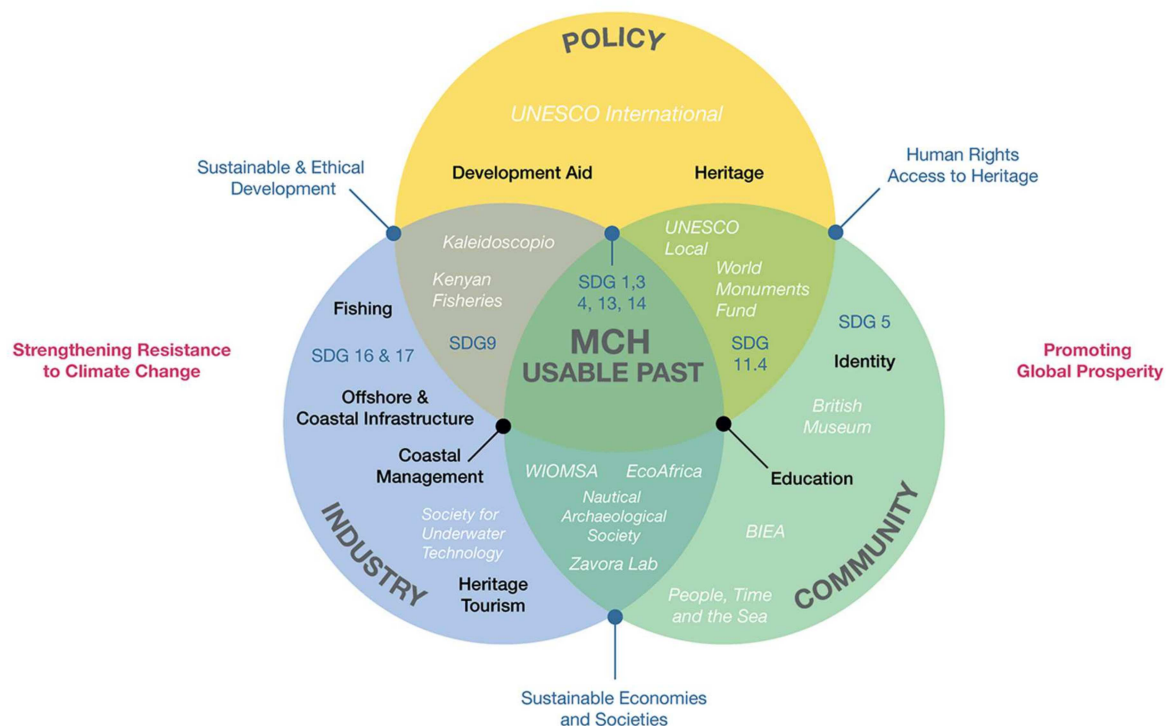 POLICY
UNESCO International
Sustainable & Ethical
Development
Development Aid
Heritage
Human Rights
Access to Heritage
Kaleidoscopio
UNESCO
Local
Kenyan
Fisheries
World
Monuments
Fund
SDG 1,3
4, 13, 14
Fishing
SDG 16 & 17
SDG9
SDG
11.4
SDG 5
Identity
MCH
USABLE PAST
Strengthening Resistance
to Climate Change
Promoting
Global Prosperity
Offshore &
Coastal Infrastructure
British
Museum
Coastal
Management
WIOMSA
EcoAfrica
Education
Nautical
Archaeological
Society
Society for
Underwater
Technology
BIEA
INDUSTRY
COMMUNITY
Zavora Lab
Heritage
Tourism
People, Time
and the Sea
Sustainable Economies
and Societies